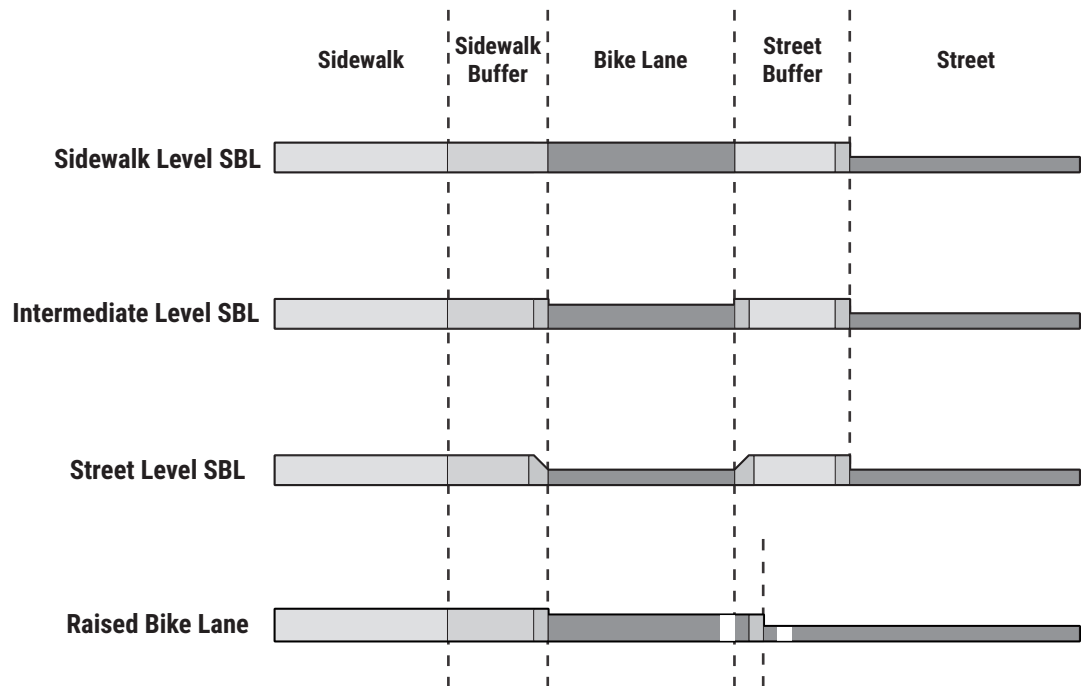 Sidewalk
Sidewalk
Buffer
Bike Lane
Street
Buffer
Street
Sidewalk Level SBL
Intermediate Level SBL
Street Level SBL
Raised Bike Lane